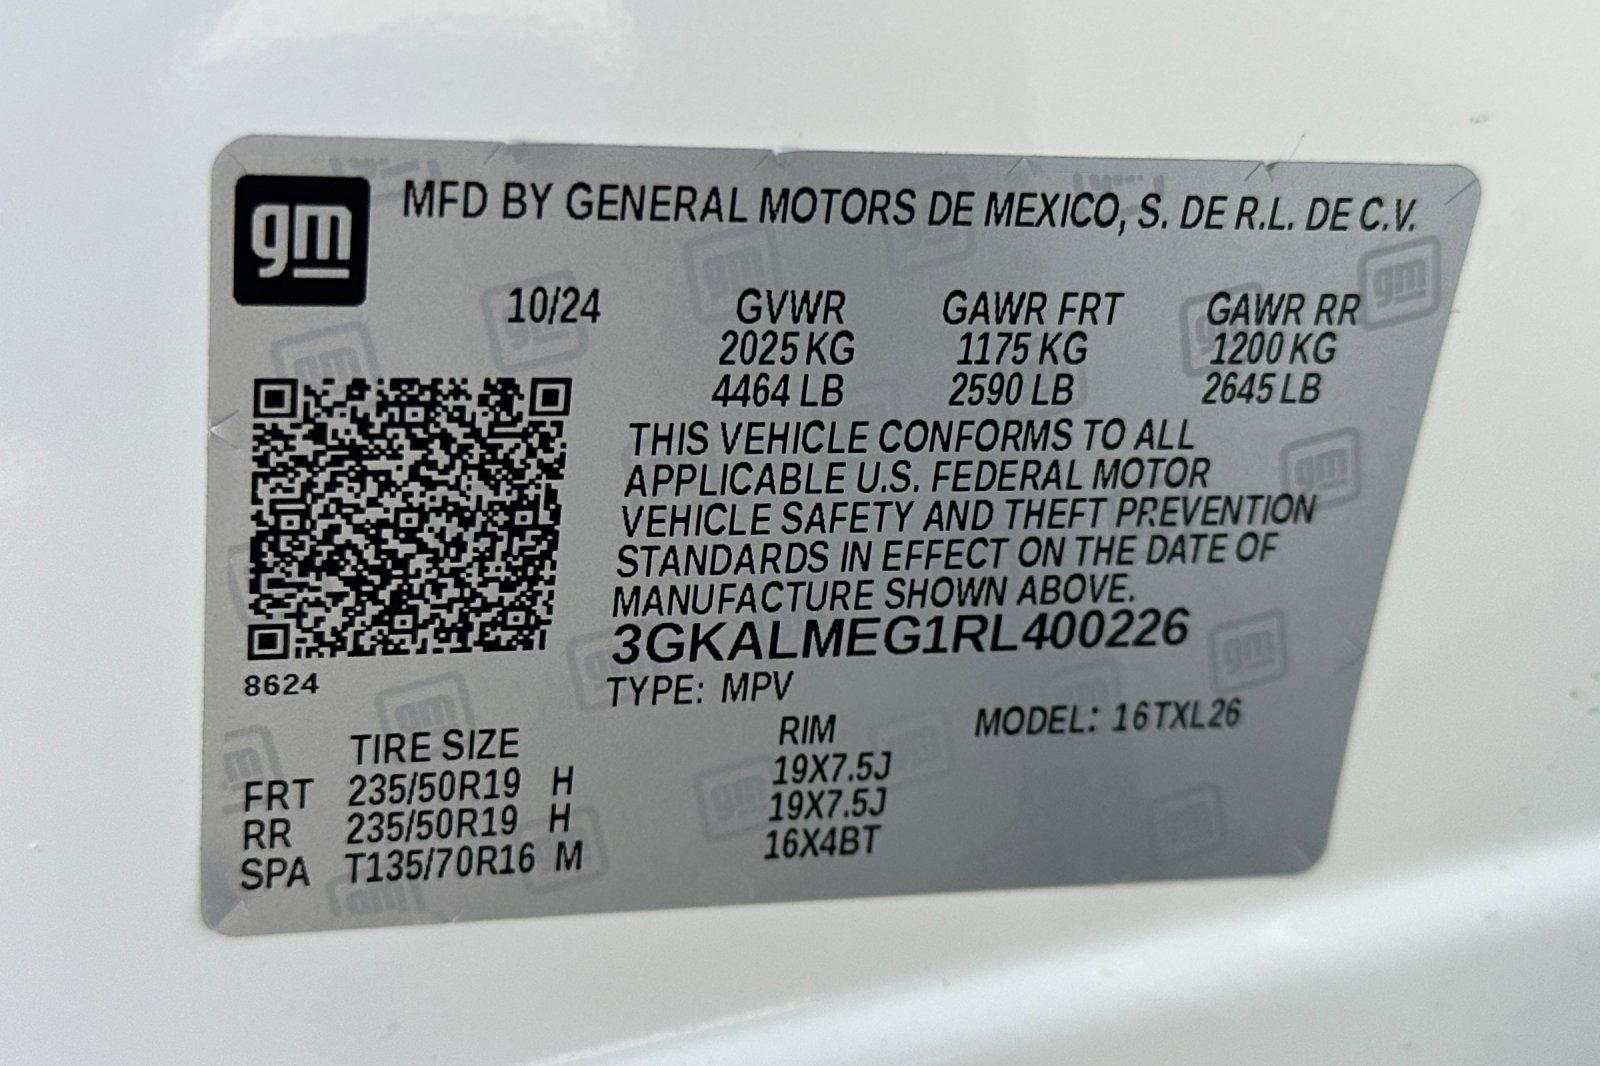 gm
MFD BY GENERAL MOTORS DE MEXICO, S. DE R.L. DE C.V.
10/24 GVWR GAWR FRT GAWR RR
2025 KG 1175 KG 1200 KG
4464 LB 2590 LB 2645 LB
THIS VEHICLE CONFORMS TO ALL
APPLICABLE U.S. FEDERAL MOTOR
VEHICLE SAFETY AND THEFT PREVENTION
STANDARDS IN EFFECT ON THE DATE OF
MANUFACTURE SHOWN ABOVE.
3GKALMEG1RL400226
8624
TYPE: MPV
TIRE SIZE RIM MODEL: 16TXL26
FRT 235/50R19 H 19X7.5J
RR 235/50R19 H 19X7.5J
SPA T135/70R16 M 16X4BT